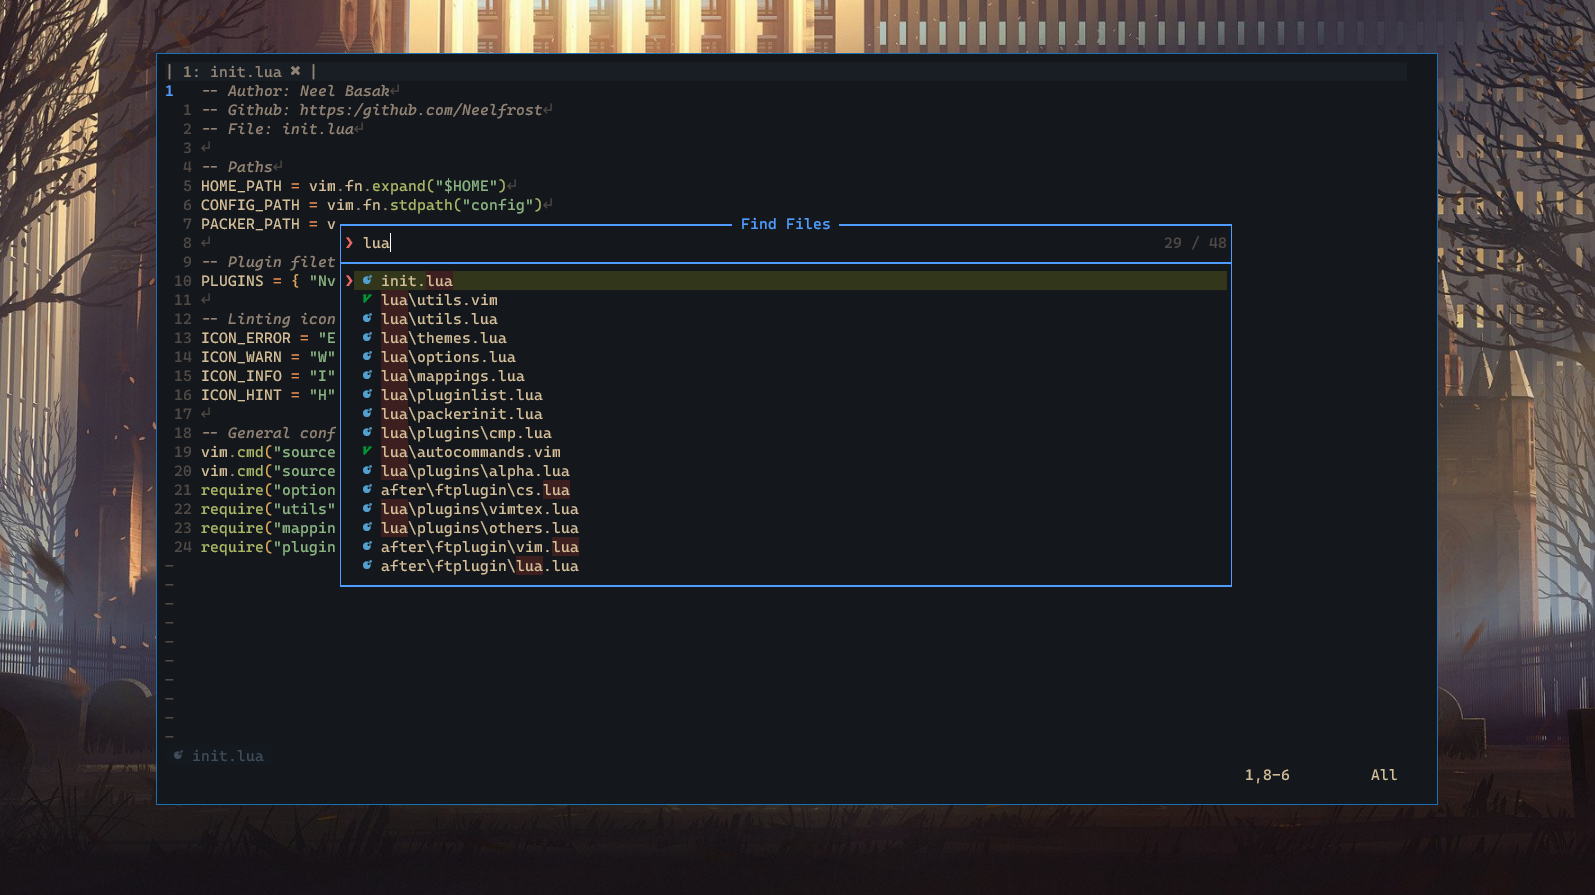 | 1: init.lua ✖ |
1 -- Author: Neel Basak↵
1 -- Github: https:/github.com/Neelfrost↵
2 -- File: init.lua↵
3 ↵
4 -- Paths↵
5 HOME_PATH = vim.fn.expand("$HOME")↵
6 CONFIG_PATH = vim.fn.stdpath("config")↵
7 PACKER_PATH = v
8 ↵
9 -- Plugin filet
10 PLUGINS = { "Nv
11 ↵
12 -- Linting icon
13 ICON_ERROR = "E
14 ICON_WARN = "W"
15 ICON_INFO = "I"
16 ICON_HINT = "H"
17 ↵
18 -- General conf
19 vim.cmd("source
20 vim.cmd("source
21 require("option
22 require("utils"
23 require("mappin
24 require("plugin
Find Files
❯ lua 29 / 48
❯ init.lua
lua\utils.vim
lua\utils.lua
lua\themes.lua
lua\options.lua
lua\mappings.lua
lua\pluginlist.lua
lua\packerinit.lua
lua\plugins\cmp.lua
lua\autocommands.vim
lua\plugins\alpha.lua
after\ftplugin\cs.lua
lua\plugins\vimtex.lua
lua\plugins\others.lua
after\ftplugin\vim.lua
after\ftplugin\lua.lua
init.lua
1,8-6 All